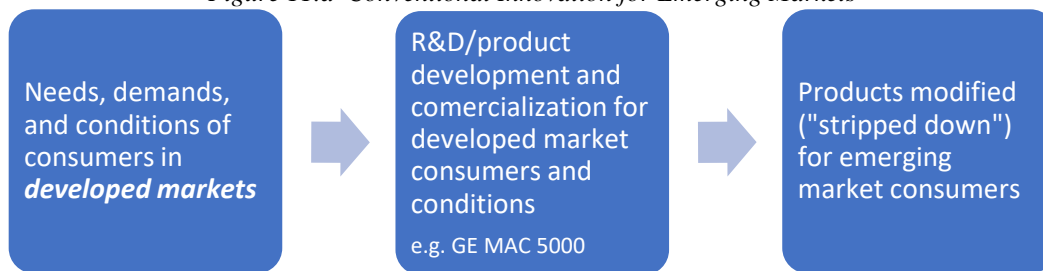 Needs, demands,
and conditions of
consumers in
developed markets
R&D/product
development and
comercialization for
developed market
consumers and
conditions
e.g. GE MAC 5000
Products modified
("stripped down")
for emerging
market consumers